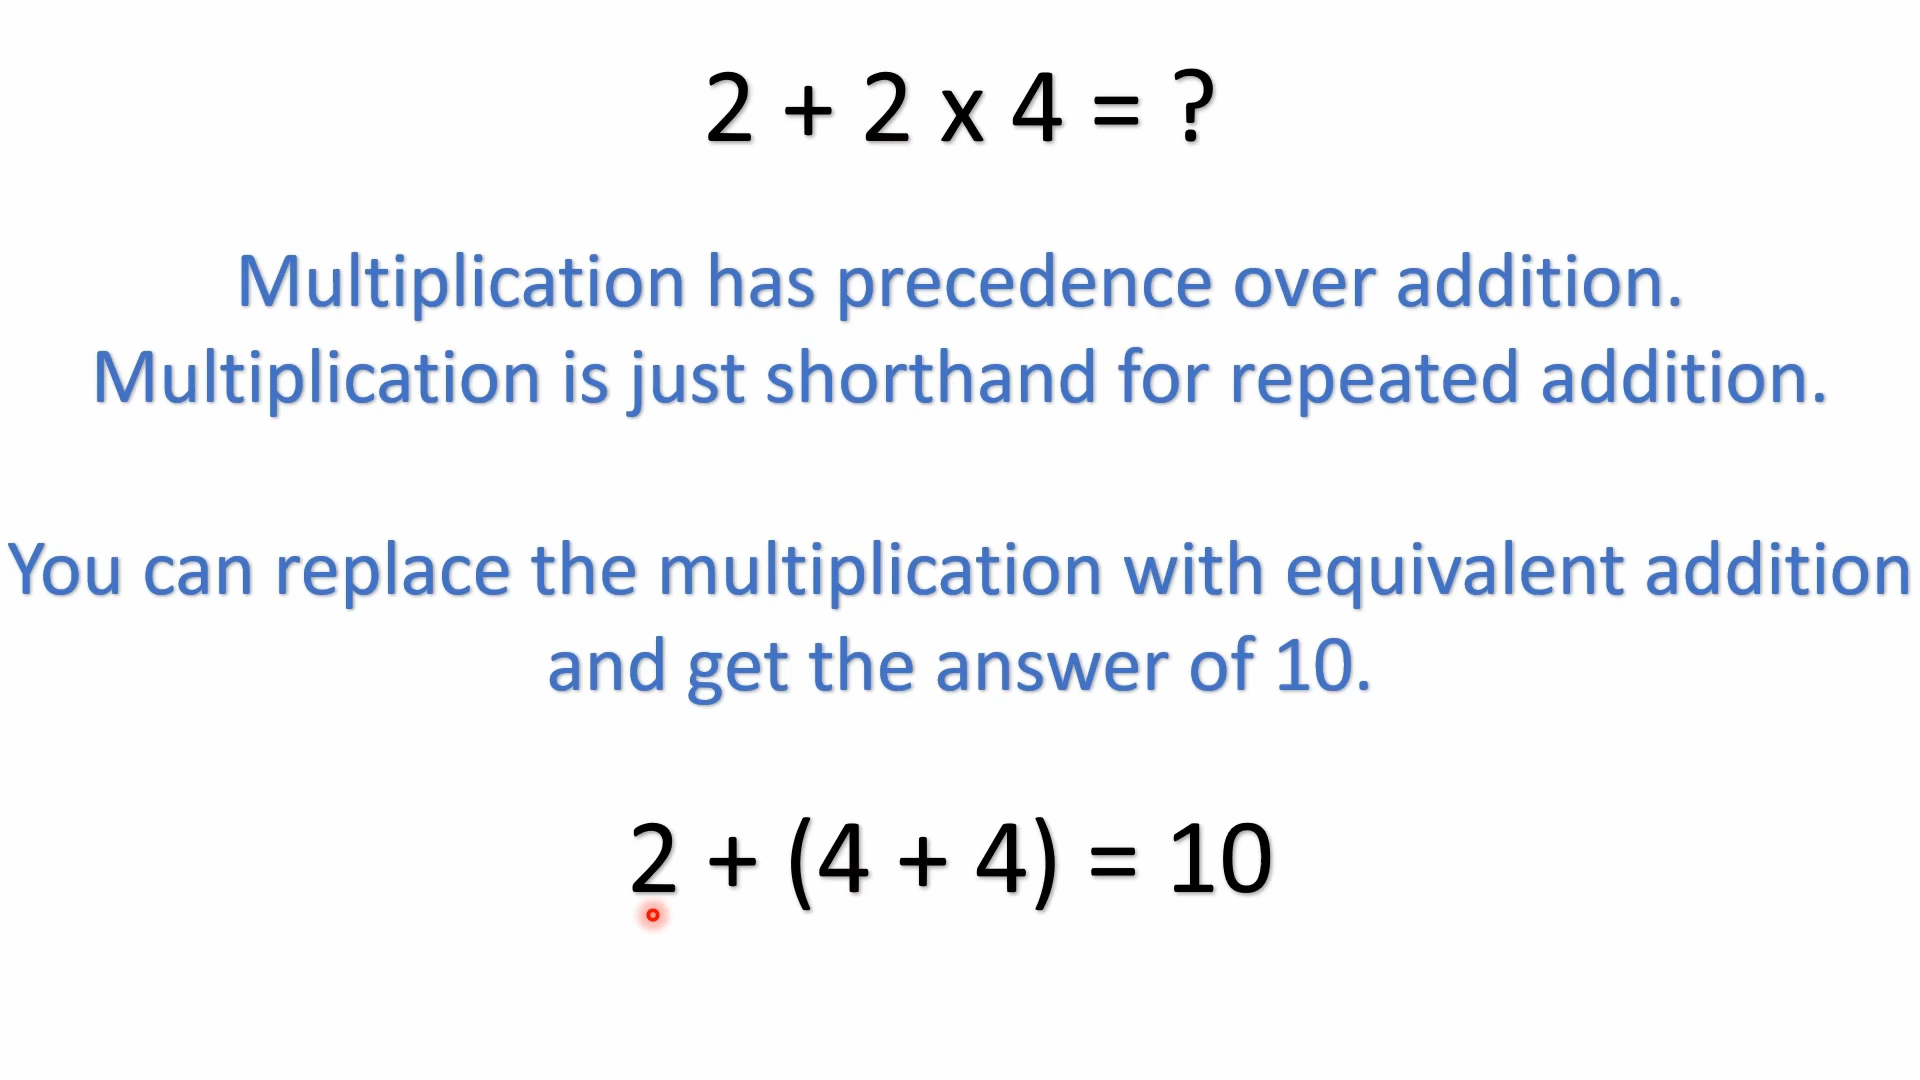 2 + 2 x 4 = ?
Multiplication has precedence over addition.
Multiplication is just shorthand for repeated addition.
You can replace the multiplication with equivalent addition
and get the answer of 10.
2 + (4 + 4) = 10